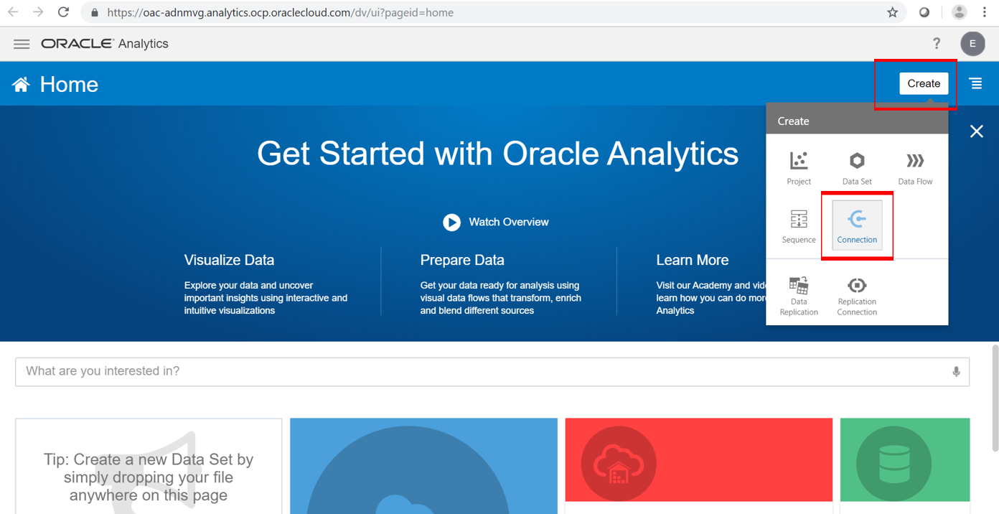 https://oac-adnmvg.analytics.ocp.oraclecloud.com/dv/ui?pageid=home
ORACLE Analytics
?
E
Home
Create
Create
Project
Data Set
Data Flow
Sequence
Connection
Data
Replication
Replication
Connection
Get Started with Oracle Analytics
Watch Overview
Visualize Data
Explore your data and uncover
important insights using interactive and
intuitive visualizations
Prepare Data
Get your data ready for analysis using
visual data flows that transform, enrich
and blend different sources
Learn More
Visit our Academy and
learn how you can do
Analytics
What are you interested in?
Tip: Create a new Data Set by
simply dropping your file
anywhere on this page